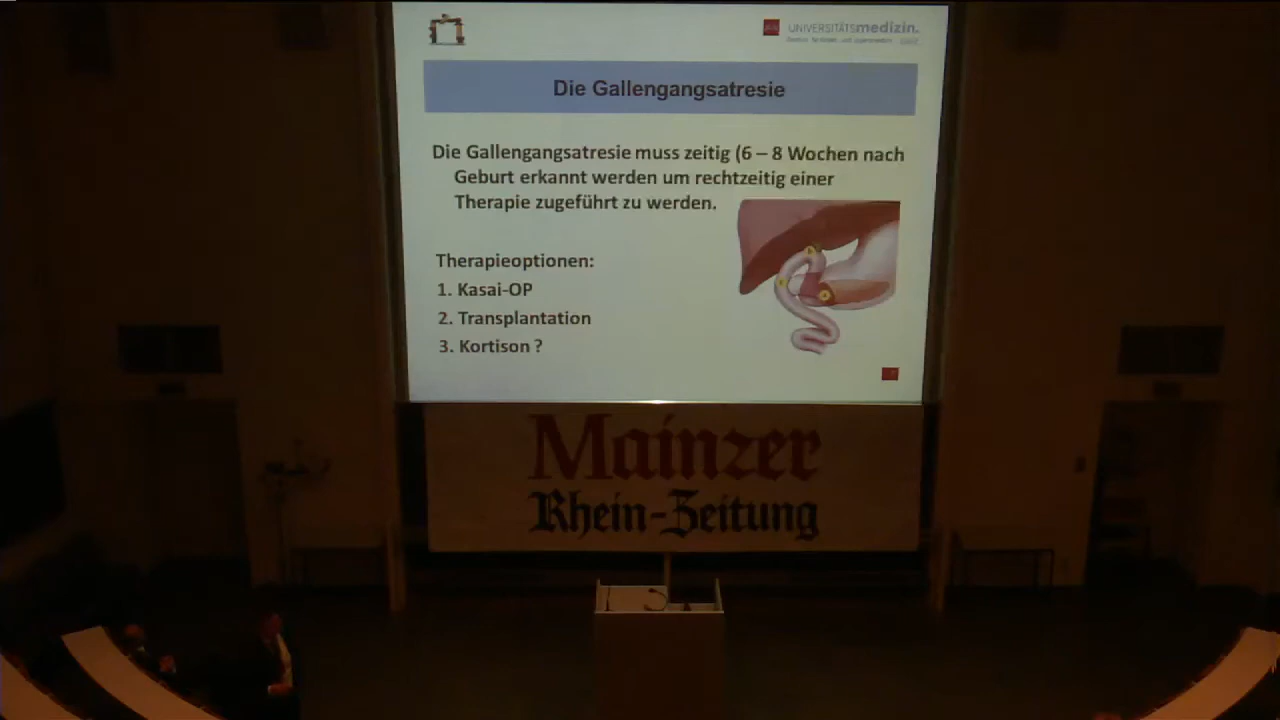 UNIVERSITÄTSmedizin.
Die Gallengangsatresie
Die Gallengangsatresie muss zeitig (6 – 8 Wochen nach
Geburt erkannt werden um rechtzeitig einer
Therapie zugeführt zu werden.
Therapieoptionen:
1. Kasai-OP
2. Transplantation
3. Kortison ?
Mainzer
Rhein-Zeitung